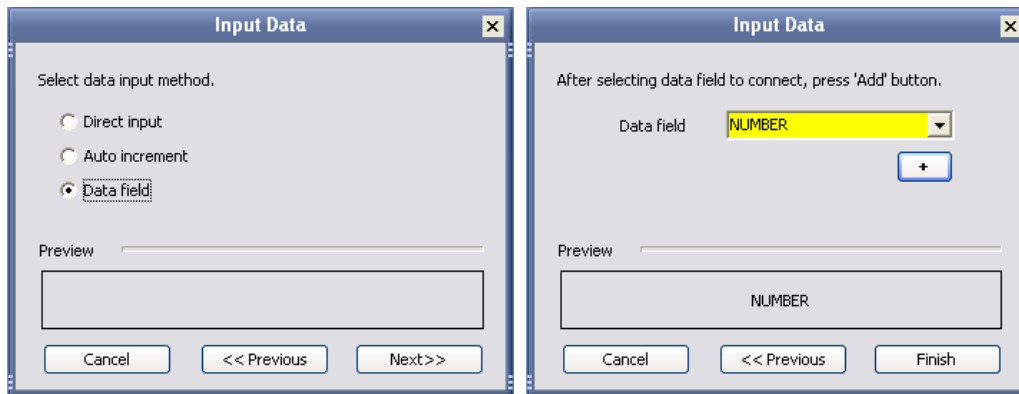 Input Data
Select data input method.
Direct input
Auto increment
Data field
Preview
Cancel
<< Previous
Next>>
Input Data
After selecting data field to connect, press 'Add' button.
Data field
NUMBER
+
Preview
NUMBER
Cancel
<< Previous
Finish